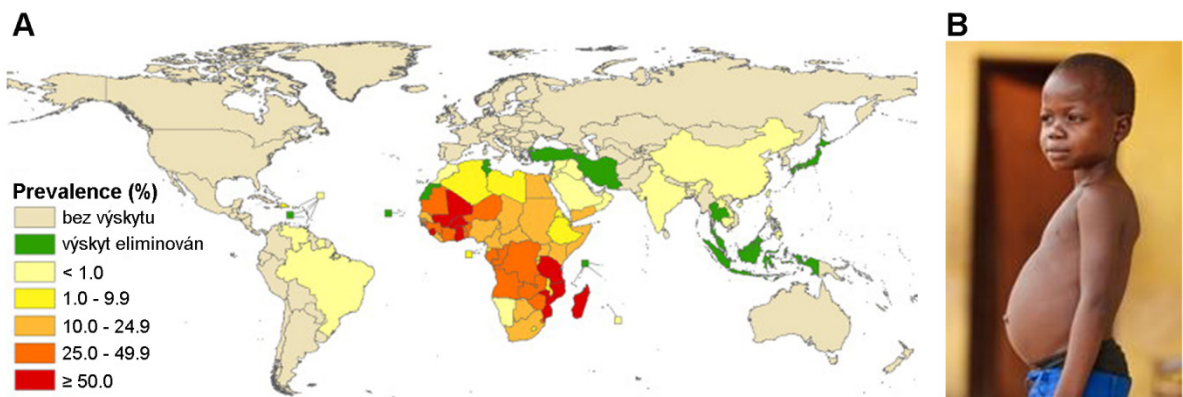 A
B
Prevalence (%)
bez výskytu
výskyt eliminován
< 1.0
1.0 - 9.9
10.0 - 24.9
25.0 - 49.9
≥ 50.0